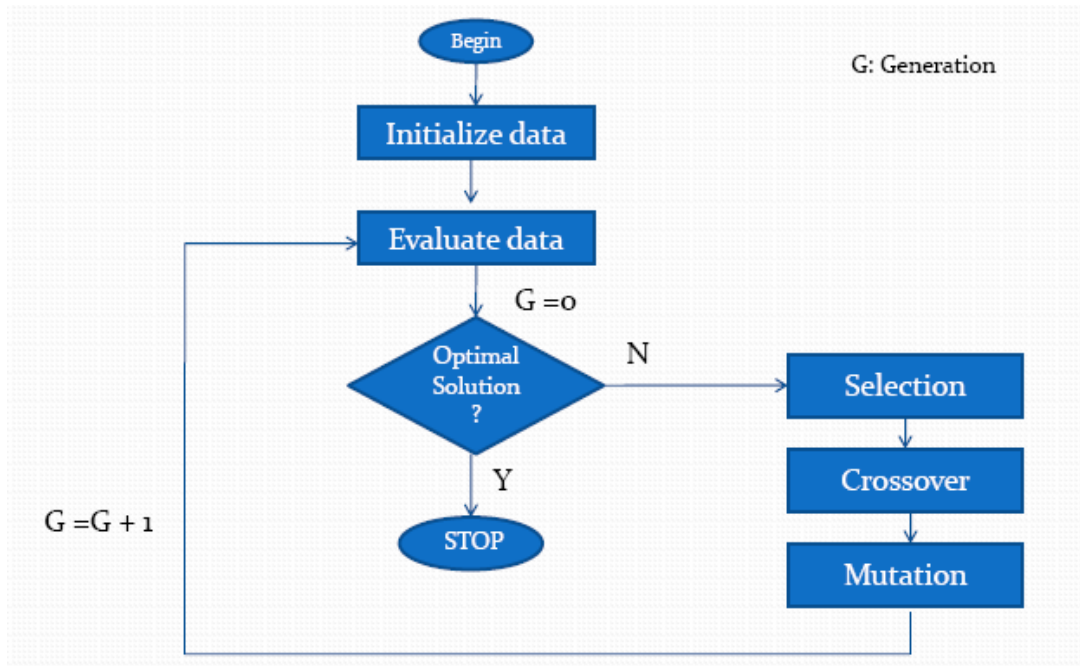 Begin
G: Generation
Initialize data
Evaluate data
G =0
Optimal
Solution
?
N
Selection
Y
Crossover
G =G + 1
STOP
Mutation